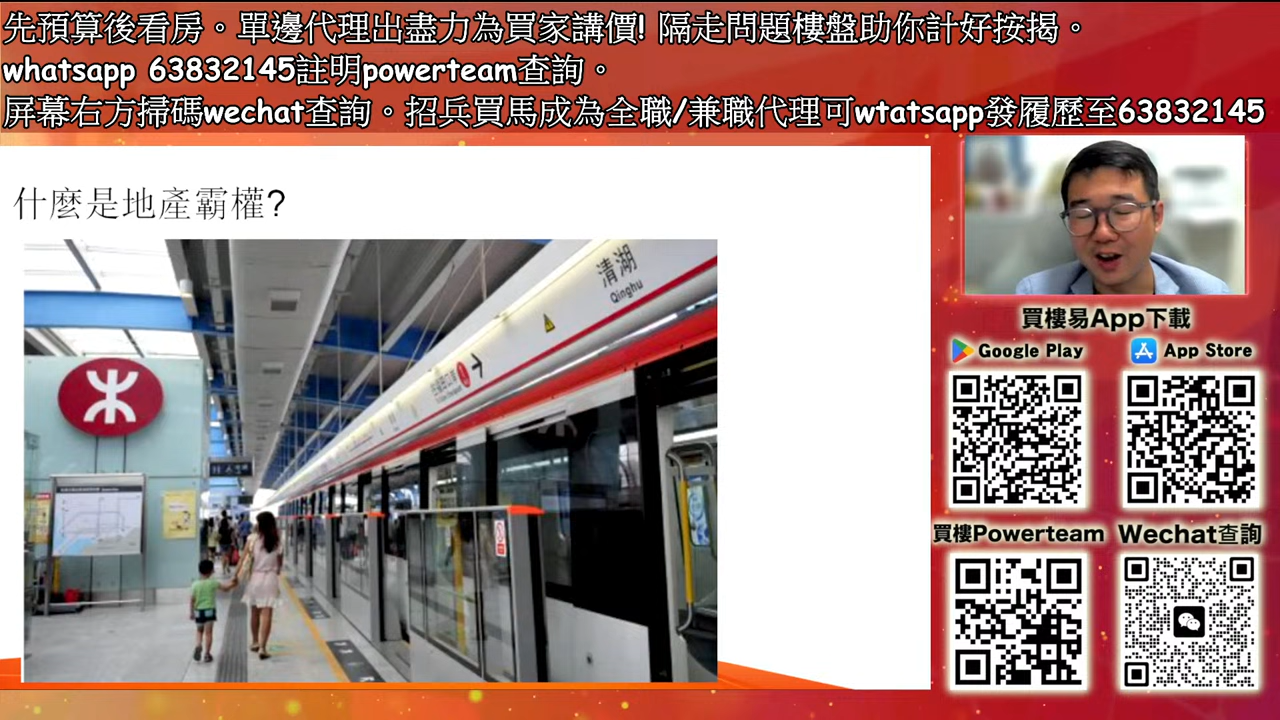 先預算後看房。單邊代理出盡力為買家講價! 隔走問題樓盤助你計好按揭。
whatsapp 63832145註明powerteam查詢。
屏幕右方掃碼wechat查詢。招兵買馬成為全職/兼職代理可wtatsapp發履歷至63832145
什麼是地產霸權?
清湖
Qinghu
買樓易App下載
Google Play
App Store
買樓Powerteam
Wechat查詢